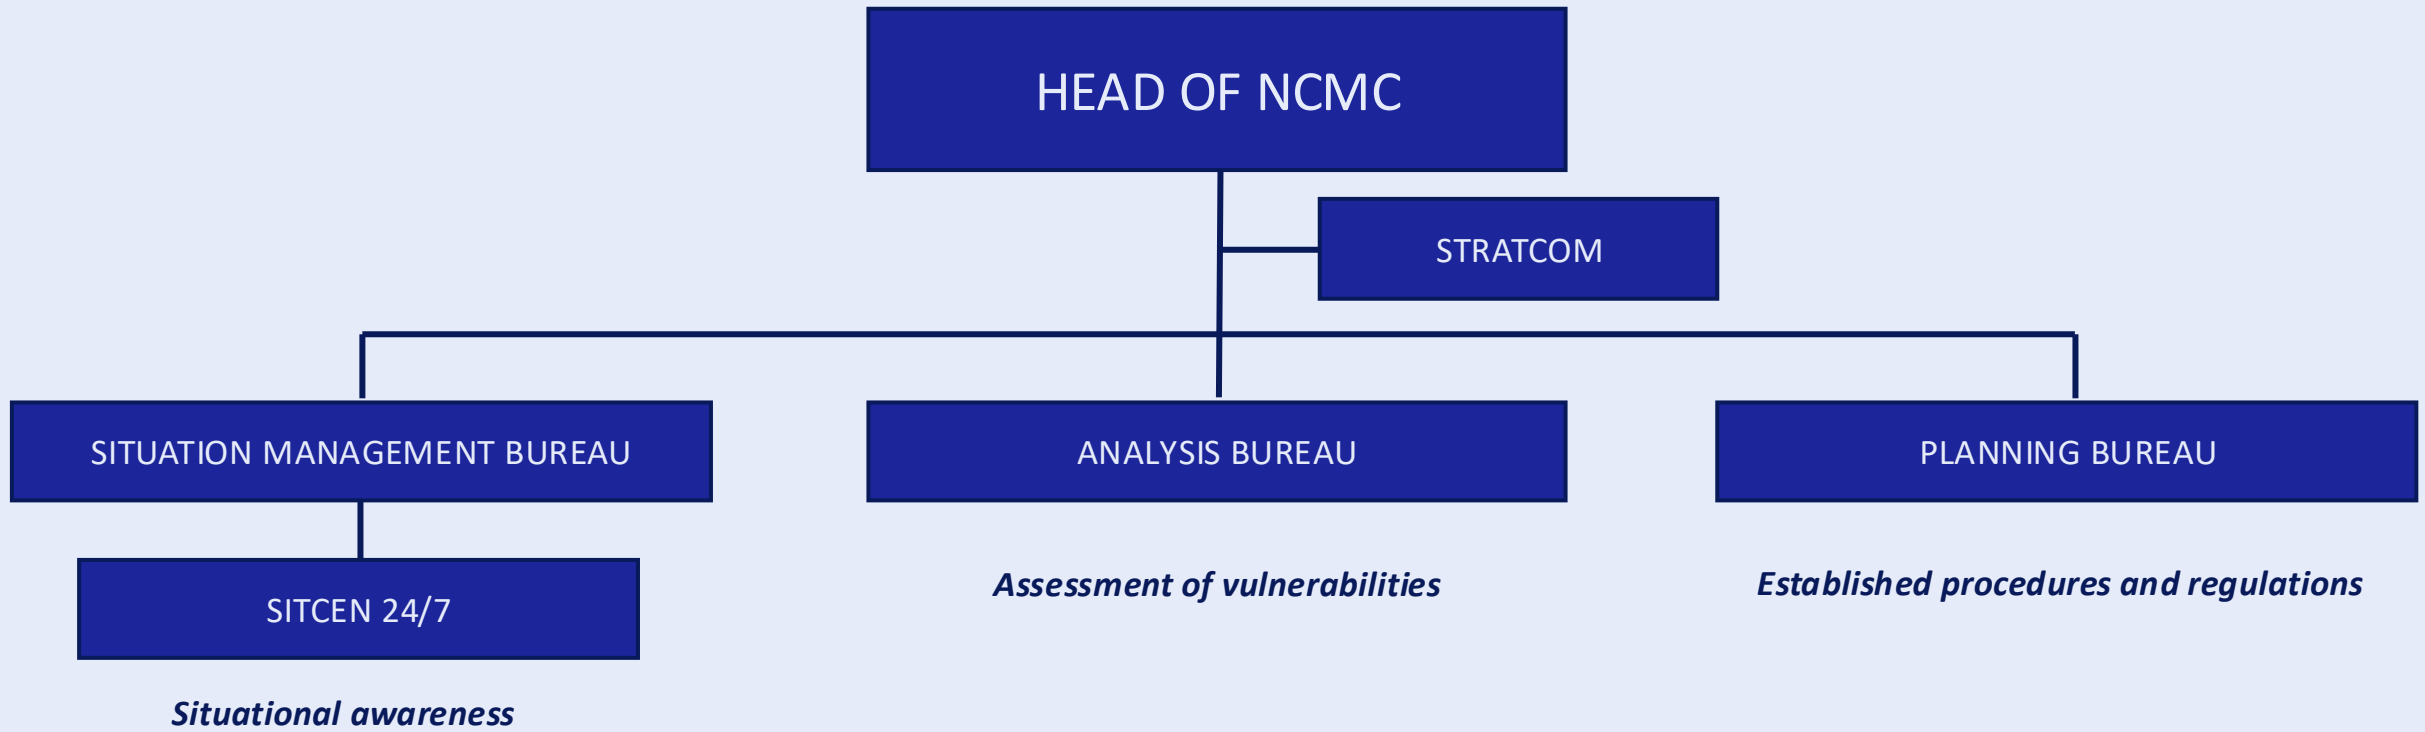 HEAD OF NCMC
STRATCOM
SITUATION MANAGEMENT BUREAU
ANALYSIS BUREAU
PLANNING BUREAU
SITCEN 24/7
Assessment of vulnerabilities
Established procedures and regulations
Situational awareness